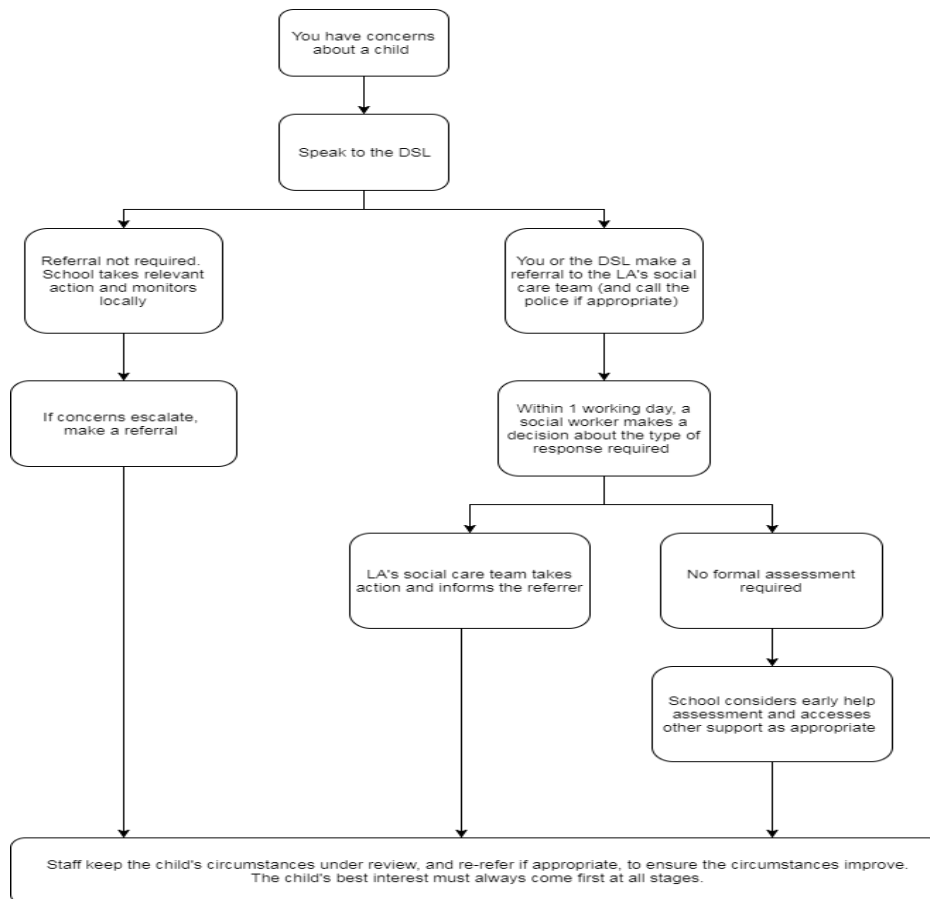 You have concerns
about a child
Speak to the DSL
Referral not required.
School takes relevant
action and monitors
locally
You or the DSL make a
referral to the LA's social
care team (and call the
police if appropriate)
If concerns escalate,
make a referral
Within 1 working day, a
social worker makes a
decision about the type of
response required
LA's social care team takes
action and informs the referrer
No formal assessment
required
School considers early help
assessment and accesses
other support as appropriate
Staff keep the child's circumstances under review, and re-refer if appropriate, to ensure the circumstances improve.
The child's best interest must always come first at all stages.